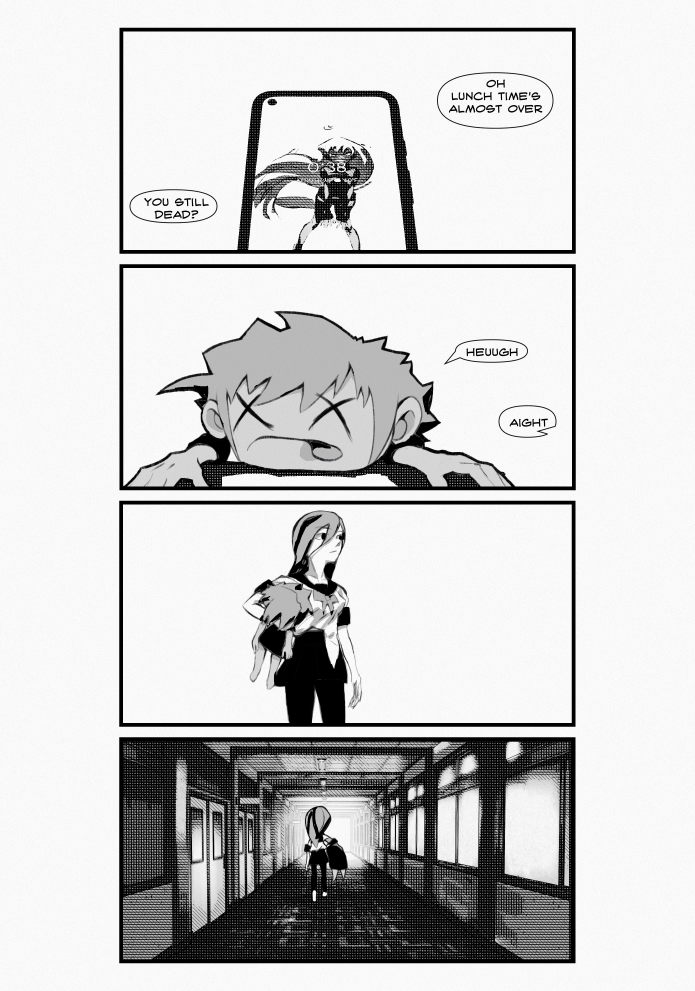 OH
LUNCH TIME'S
ALMOST OVER
YOU STILL
DEAD?
HEUUGH
AIGHT